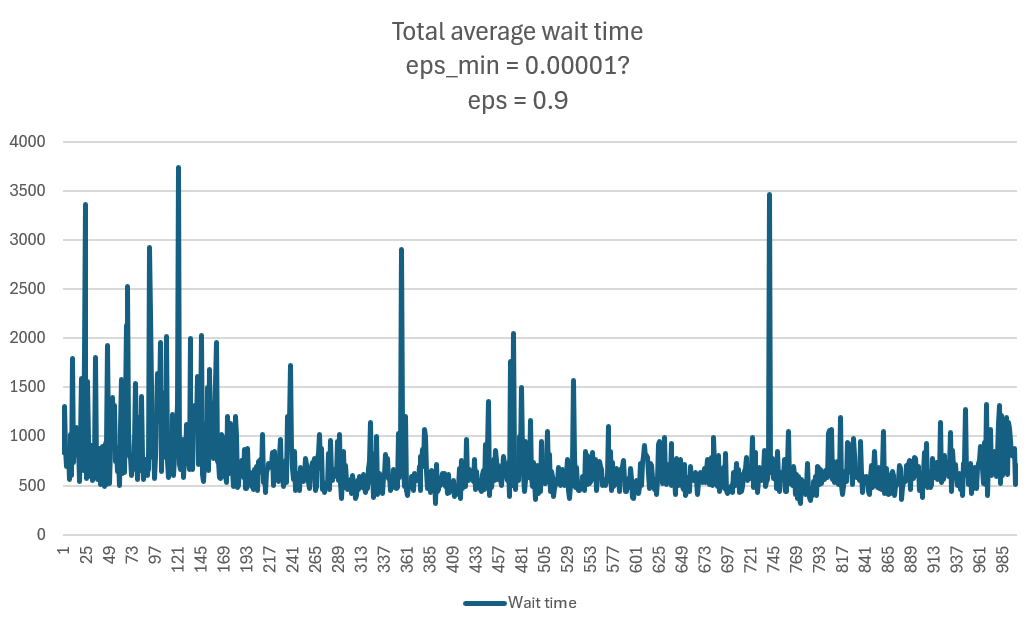 Total average wait time
eps_min = 0.00001?
eps = 0.9
4000
3500
3000
2500
2000
1500
1000
500
0
1 25 49 73 97 121 145 169 193 217 241 265 289 313 337 361 385 409 433 457 481 505 529 553 577 601 625 649 673 697 721 745 769 793 817 841 865 889 913 937 961 985
Wait time